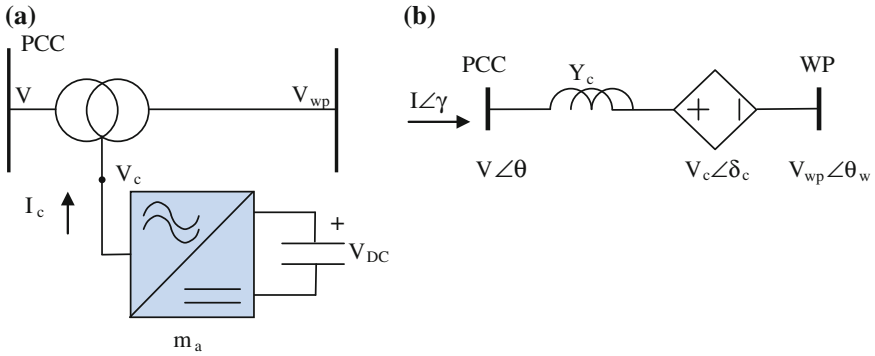 (a)
PCC
V
V_wp
V_c
I_c
+
V_DC
m_a
(b)
PCC
Y_c
WP
I∠γ
+
V∠θ
V_c∠δ_c
V_wp∠θ_w